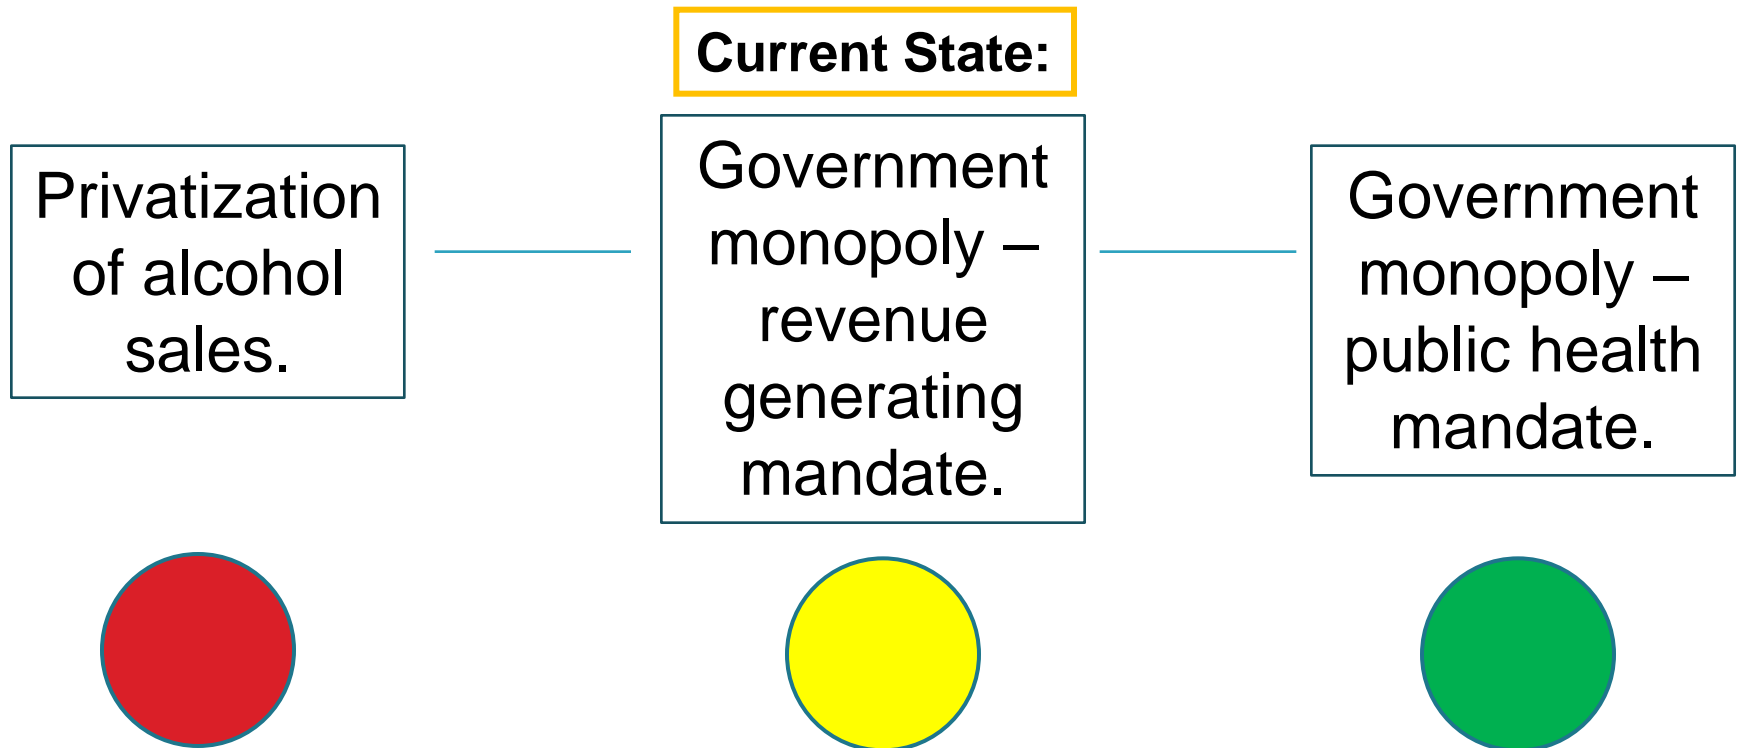 Current State:
Privatization
of alcohol
sales.
Government
monopoly –
revenue
generating
mandate.
Government
monopoly –
public health
mandate.